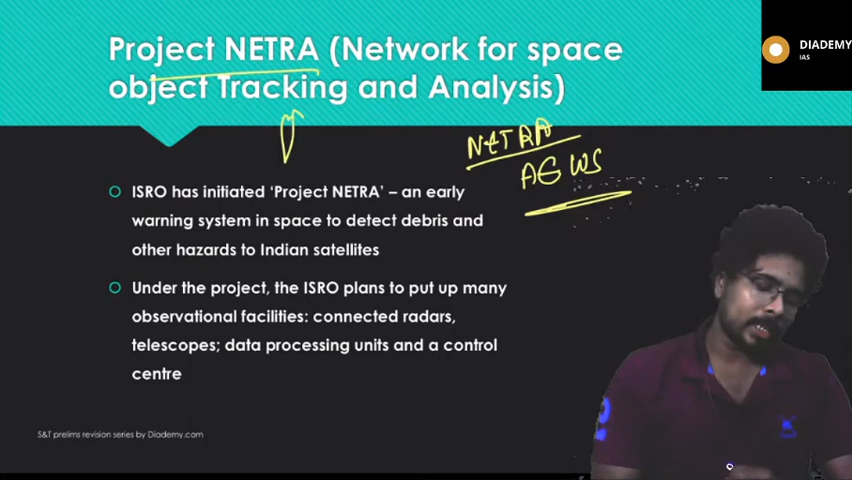 Project NETRA (Network for space
object Tracking and Analysis)
DIADEMY
IAS
NETRA
AEWS
ISRO has initiated ‘Project NETRA’ – an early
warning system in space to detect debris and
other hazards to Indian satellites
Under the project, the ISRO plans to put up many
observational facilities: connected radars,
telescopes; data processing units and a control
centre
S&T prelims revision series by Diademy.com